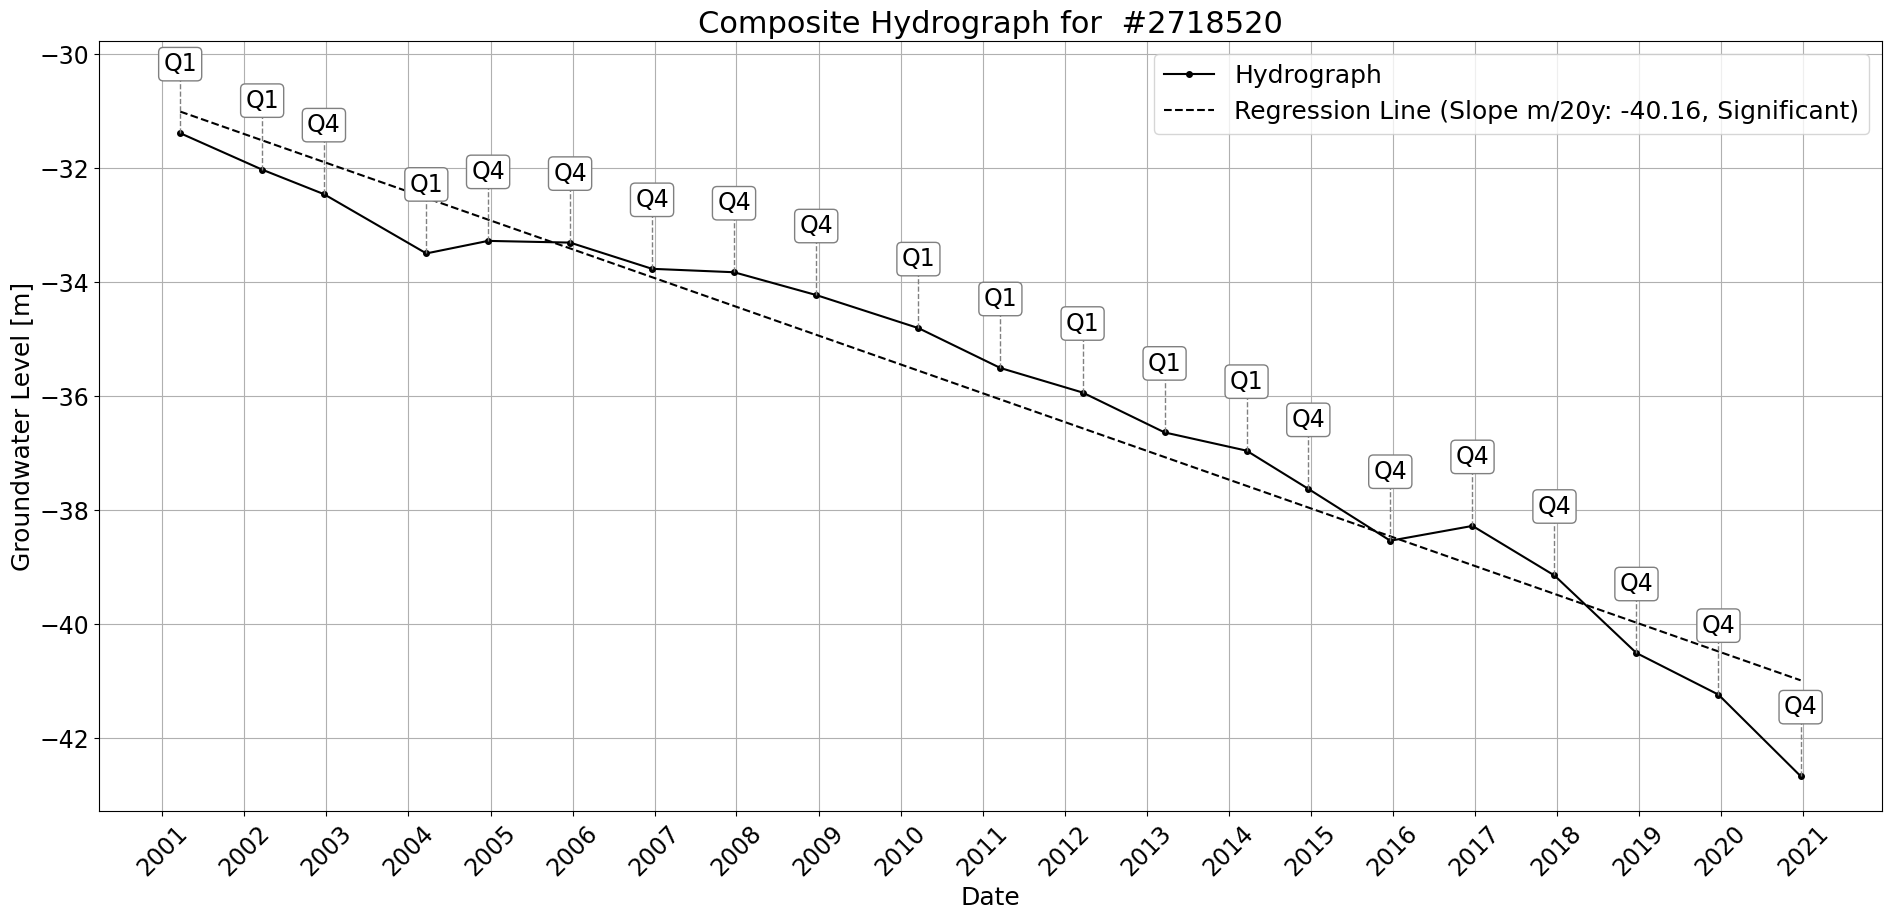 Composite Hydrograph for  #2718520
Hydrograph
Regression Line (Slope m/20y: -40.16, Significant)
Groundwater Level [m]
−30
−32
−34
−36
−38
−40
−42
Q1
Q1
Q4
Q1
Q4
Q4
Q4
Q4
Q4
Q1
Q1
Q1
Q1
Q1
Q4
Q4
Q4
Q4
Q4
Q4
Q4
2001
2002
2003
2004
2005
2006
2007
2008
2009
2010
2011
2012
2013
2014
2015
2016
2017
2018
2019
2020
2021
Date